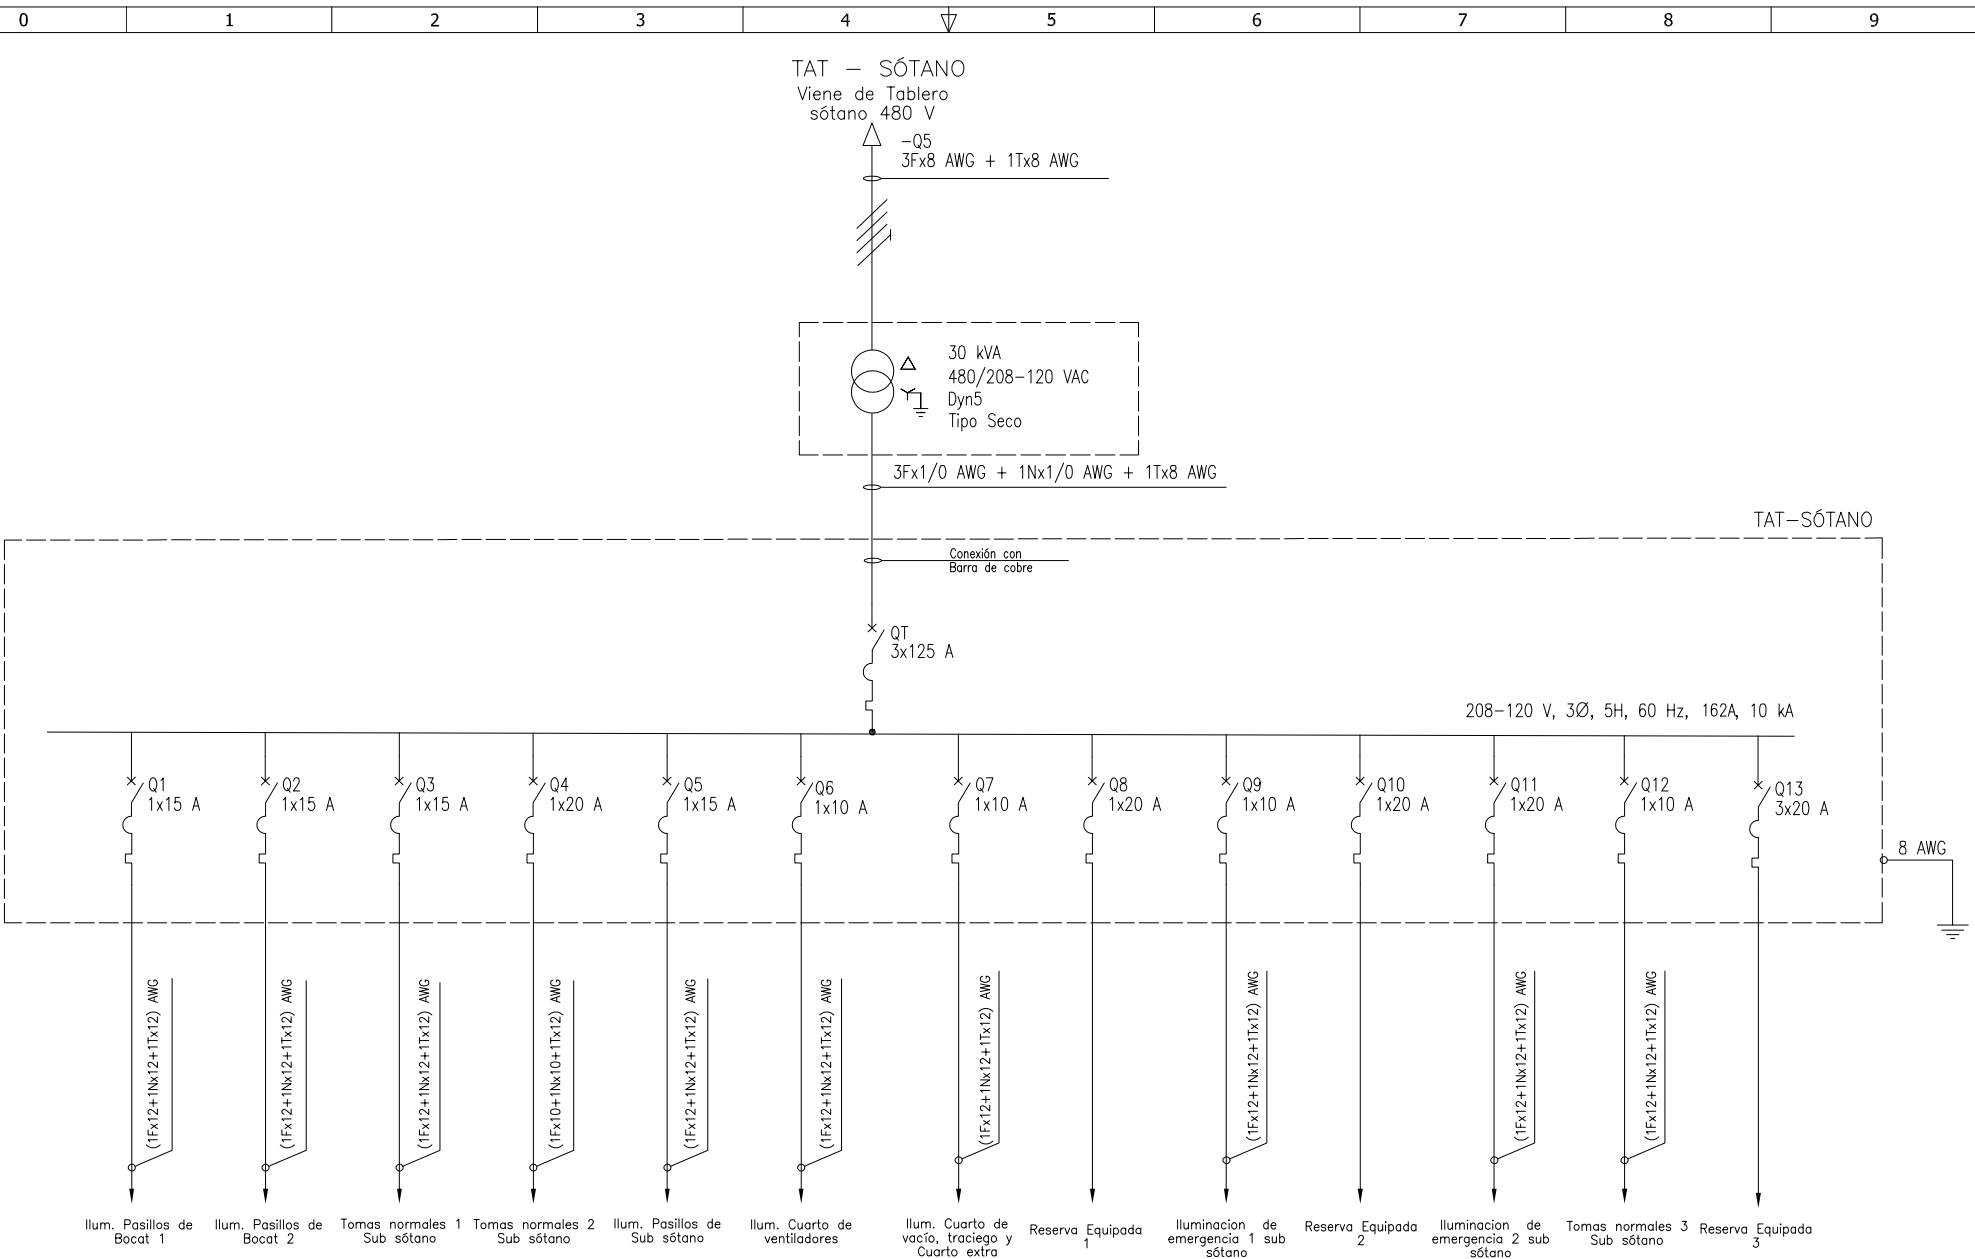 0 1 2 3 4 5 6 7 8 9
TAT - SÓTANO
Viene de Tablero
sótano 480 V
-Q5
3Fx8 AWG + 1Tx8 AWG
30 kVA
480/208-120 VAC
Dyn5
Tipo Seco
3Fx1/0 AWG + 1Nx1/0 AWG + 1Tx8 AWG
TAT-SÓTANO
Conexión con
Barra de cobre
QT
3x125 A
208-120 V, 3Ø, 5H, 60 Hz, 162A, 10 kA
Q1
1x15 A
Q2
1x15 A
Q3
1x15 A
Q4
1x20 A
Q5
1x15 A
Q6
1x10 A
Q7
1x10 A
Q8
1x20 A
Q9
1x10 A
Q10
1x20 A
Q11
1x20 A
Q12
1x10 A
Q13
3x20 A
8 AWG
(1Fx12+1Nx12+1Tx12) AWG
(1Fx12+1Nx12+1Tx12) AWG
(1Fx12+1Nx12+1Tx12) AWG
(1Fx10+1Nx10+1Tx12) AWG
(1Fx12+1Nx12+1Tx12) AWG
(1Fx12+1Nx12+1Tx12) AWG
(1Fx12+1Nx12+1Tx12) AWG
(1Fx12+1Nx12+1Tx12) AWG
(1Fx12+1Nx12+1Tx12) AWG
(1Fx12+1Nx12+1Tx12) AWG
Ilum. Pasillos de
Bocat 1
Ilum. Pasillos de
Bocat 2
Tomas normales 1
Sub sótano
Tomas normales 2
Sub sótano
Ilum. Pasillos de
Sub sótano
Ilum. Cuarto de
ventiladores
Ilum. Cuarto de
vacío, traciego y
Cuarto extra
Reserva Equipada
1
Iluminacion de
emergencia 1 sub
sótano
Reserva Equipada
2
Iluminacion de
emergencia 2 sub
sótano
Tomas normales 3
Sub sótano
Reserva Equipada
3